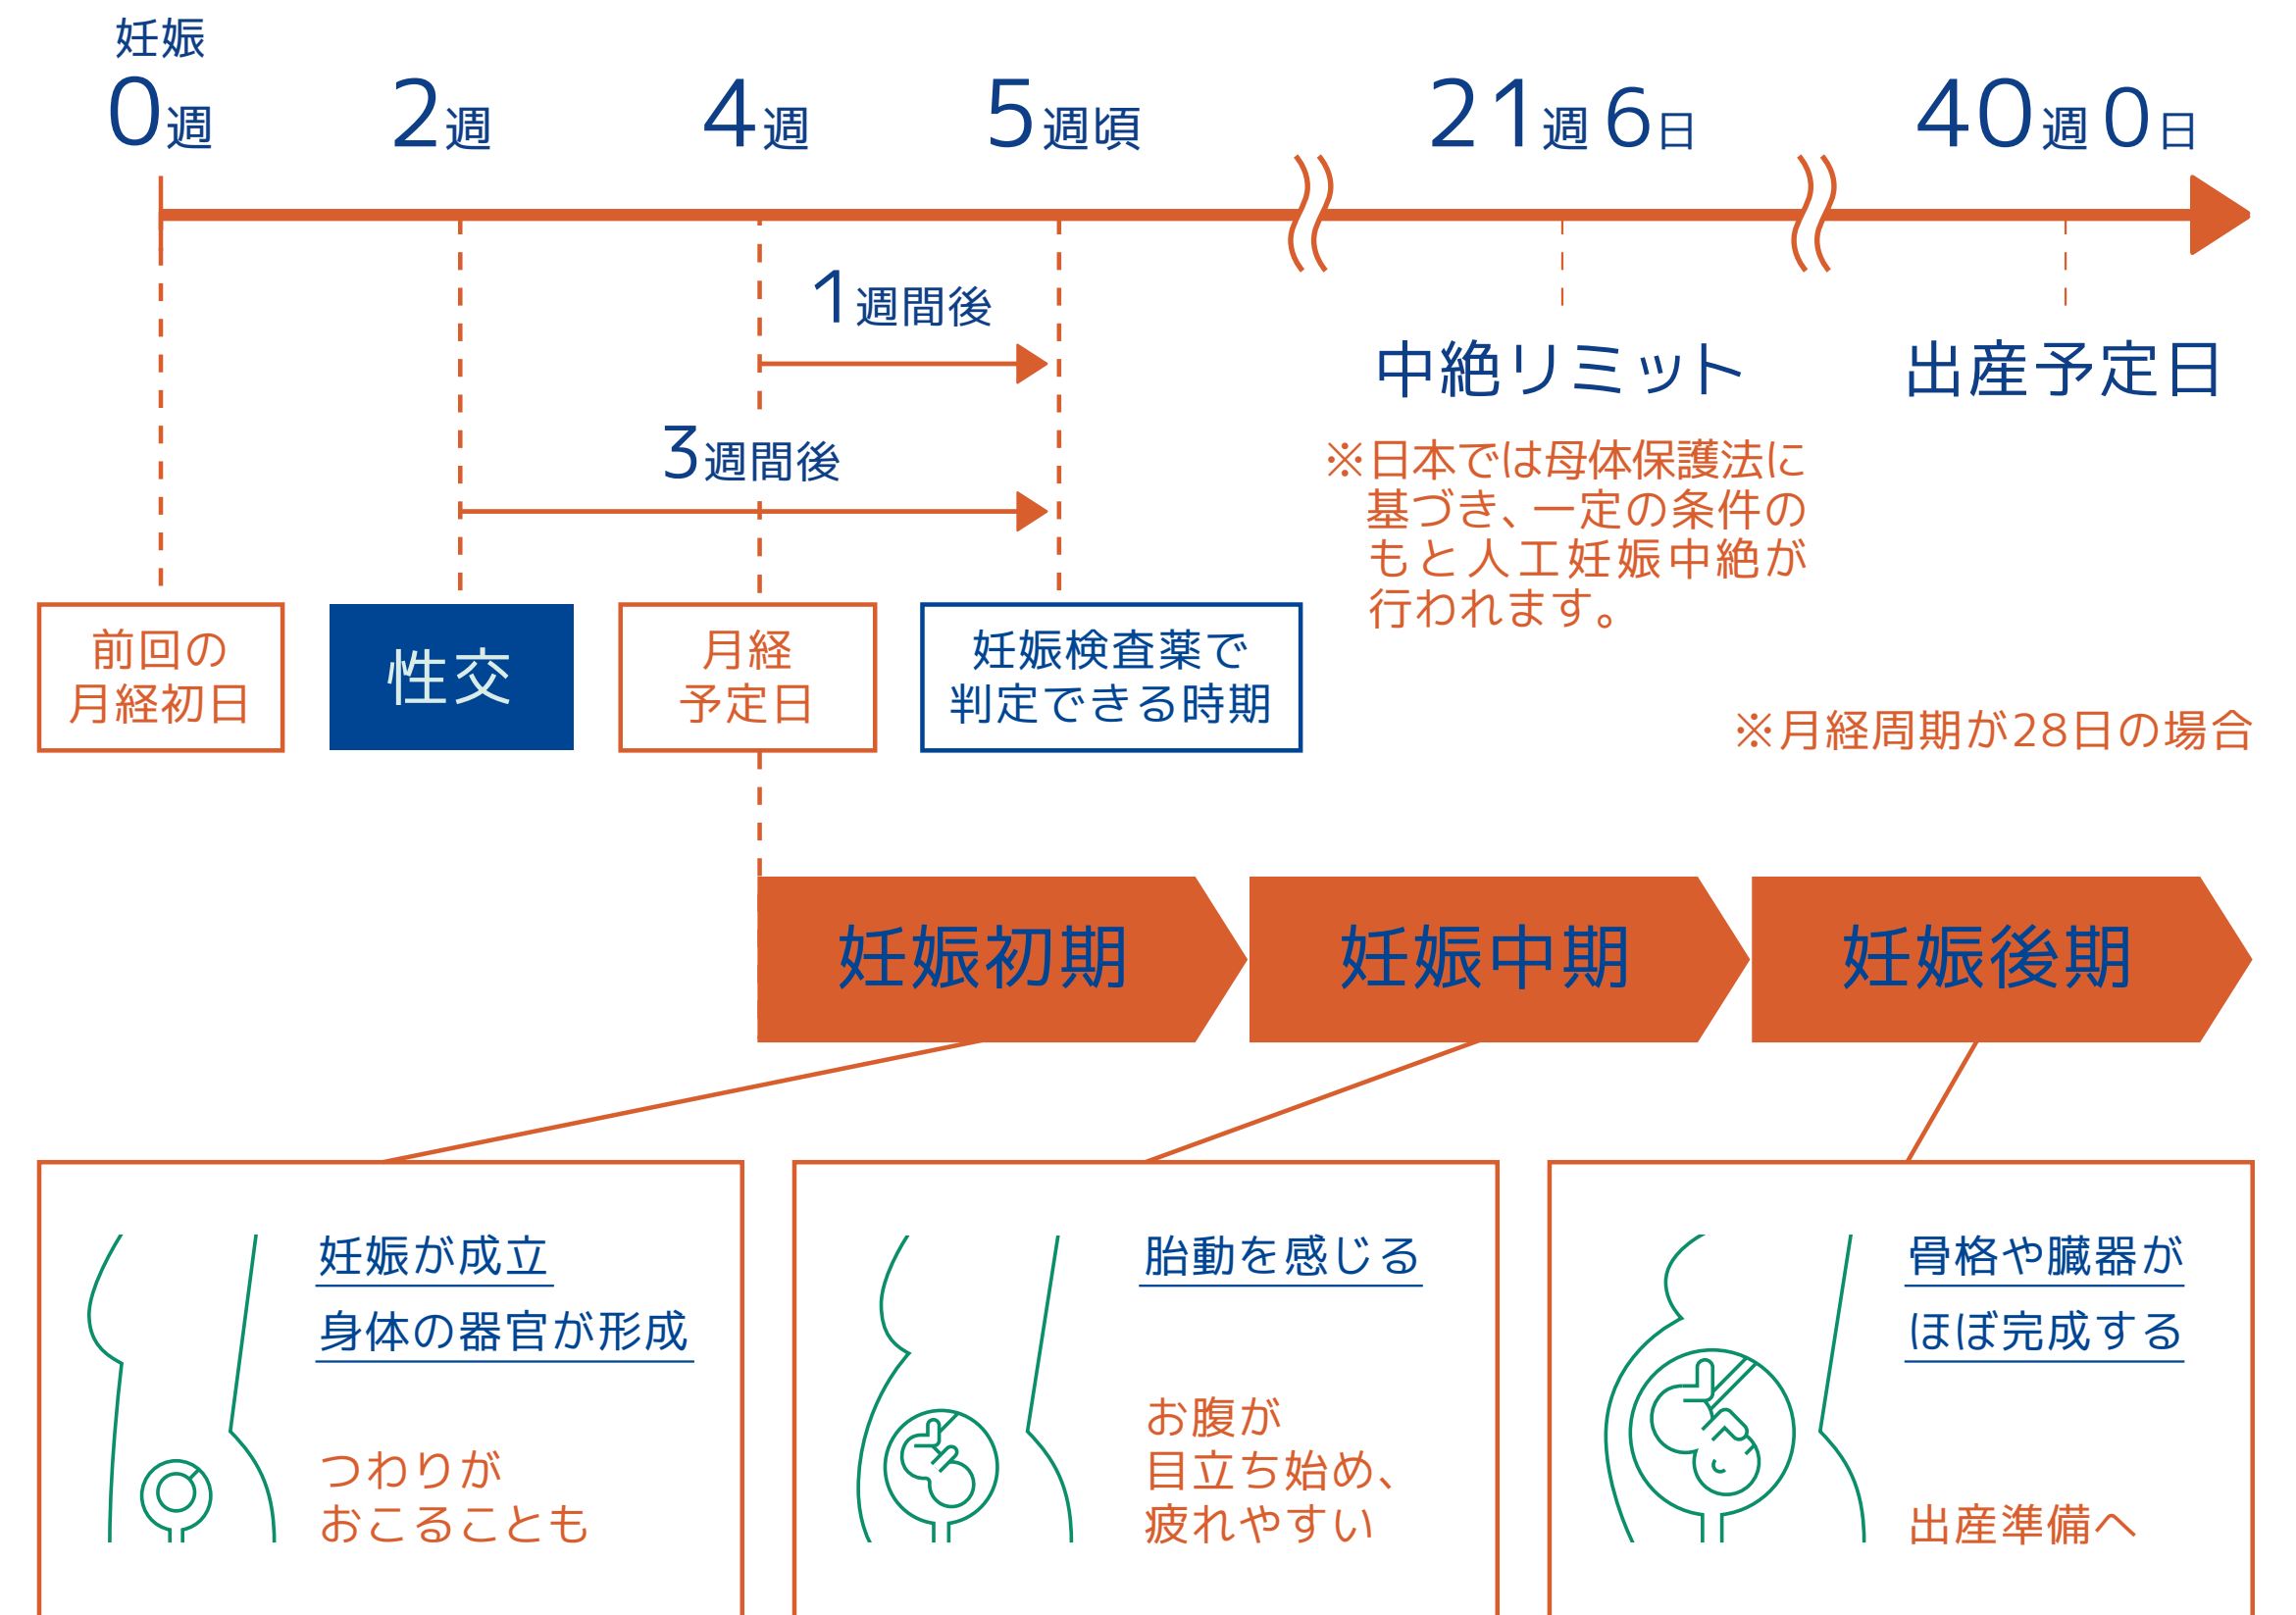 妊娠
0週
2週
4週
5週頃
21週6日
40週0日
1週間後
3週間後
中絶リミット
出産予定日
※日本では母体保護法に
基づき、一定の条件の
もと人工妊娠中絶が
行われます。
前回の
月経初日
性交
月経
予定日
妊娠検査薬で
判定できる時期
※月経周期が28日の場合
妊娠初期
妊娠中期
妊娠後期
妊娠が成立
身体の器官が形成
つわりが
おこることも
胎動を感じる
お腹が
目立ち始め、
疲れやすい
骨格や臓器が
ほぼ完成する
出産準備へ